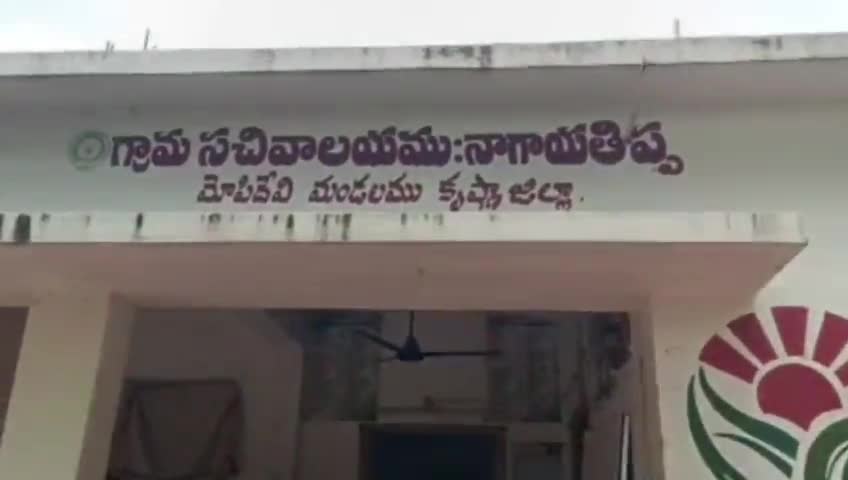 గ్రామ సచివాలయము:నాగాయతిప్ప
మోపిదేవి మండలము కృష్ణా జిల్లా.